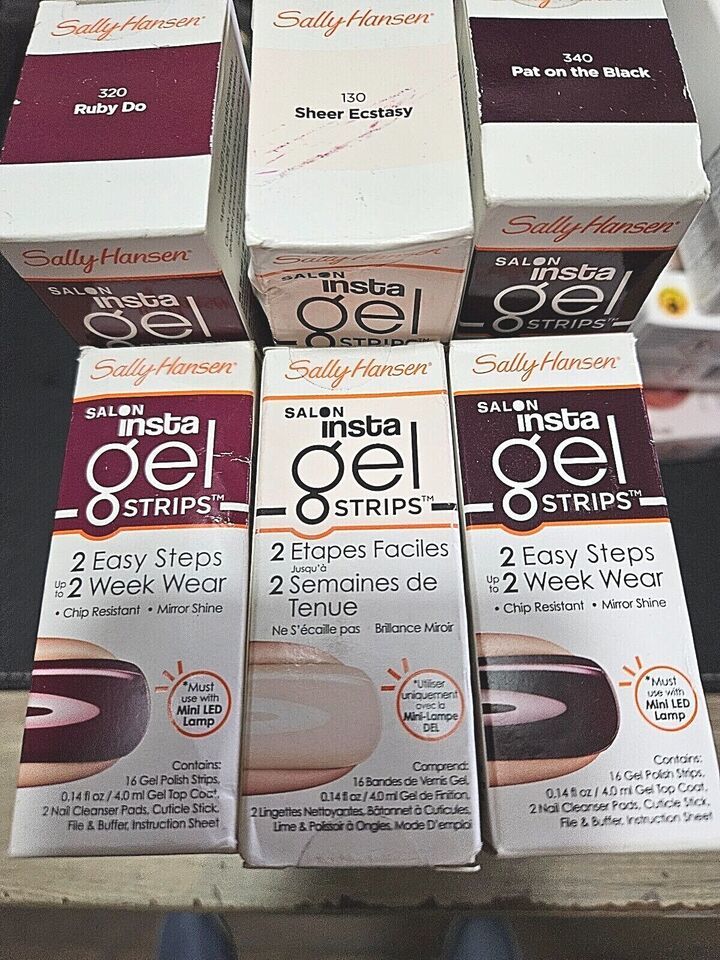 Sally Hansen®
320
Ruby Do
Sally Hansen®
SALON
insta
gel
Sally Hansen®
130
Sheer Ecstasy
Sally Hansen
SALON
insta
gel
STRIPS™
340
Pat on the Black
Sally Hansen®
SALON
insta
gel
STRIPS™
Sally Hansen®
SALON
insta
gel
STRIPS™
2 Easy Steps
Up to 2 Week Wear
• Chip Resistant • Mirror Shine
*Must
use with
Mini LED
Lamp
Contains:
16 Gel Polish Strips,
0.14 fl oz / 4.0 ml Gel Top Coat,
2 Nail Cleanser Pads, Cuticle Stick,
File & Buffer, Instruction Sheet
Sally Hansen®
SALON
insta
gel
STRIPS™
2 Etapes Faciles
Jusqu'à
2 Semaines de
Tenue
Ne S'écaille pas Brillance Miroir
*Utiliser
uniquement
avec la
Mini-Lampe
DEL
Comprend:
16 Bandes de Vernis Gel,
0.14 fl oz / 4.0 ml Gel de Finition,
2 Lingettes Nettoyantes, Bâtonnet à Cuticules,
Lime & Polissoir à Ongles, Mode D'emploi
Sally Hansen®
SALON
insta
gel
STRIPS™
2 Easy Steps
Up to 2 Week Wear
• Chip Resistant • Mirror Shine
*Must
use with
Mini LED
Lamp
Contains:
16 Gel Polish Strips,
0.14 fl oz / 4.0 ml Gel Top Coat,
2 Nail Cleanser Pads, Cuticle Stick,
File & Buffer, Instruction Sheet